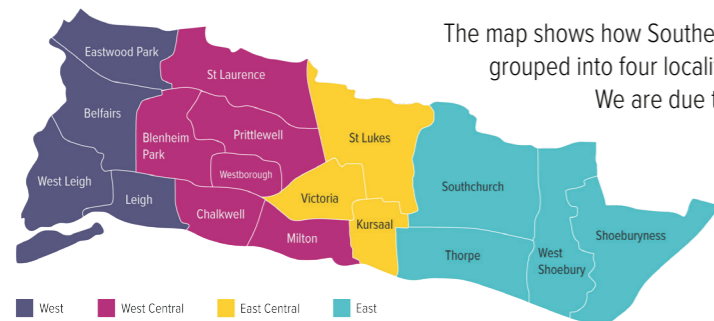 The map shows how Southe
grouped into four localit
We are due t
Eastwood Park
St Laurence
Belfairs
Blenheim
Park
Prittlewell
St Lukes
Westborough
West Leigh
Leigh
Chalkwell
Victoria
Milton
Kursaal
Southchurch
Thorpe
West
Shoebury
Shoeburyness
West
West Central
East Central
East